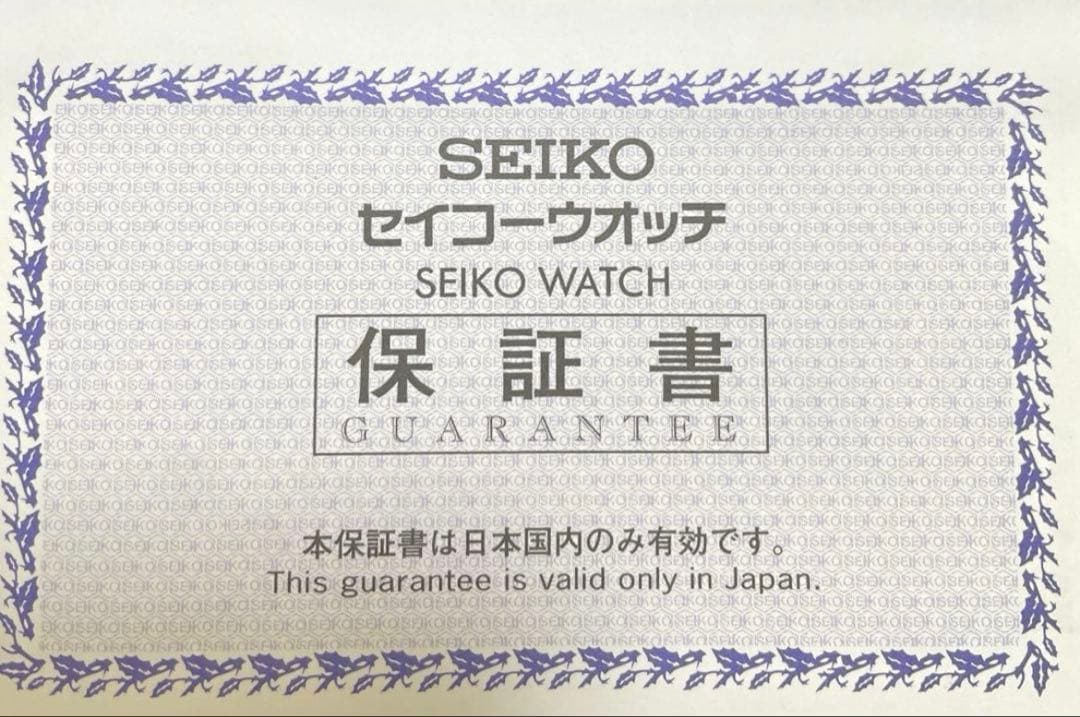 SEIKO
セイコーウオッチ
SEIKO WATCH
保証書
GUARANTEE
本保証書は日本国内のみ有効です。
This guarantee is valid only in Japan.